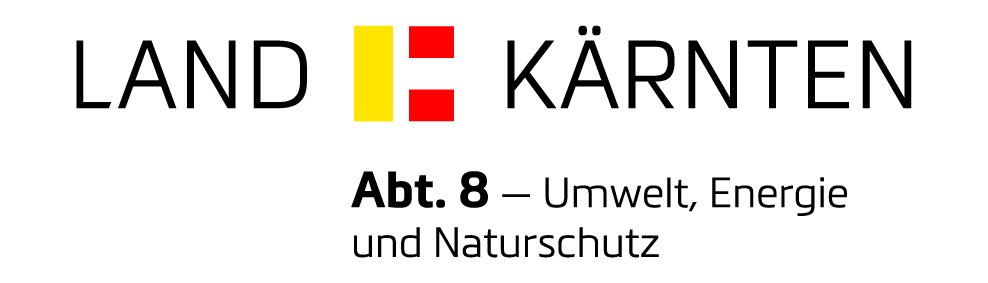 LAND KÄRNTEN
Abt. 8 — Umwelt, Energie
und Naturschutz